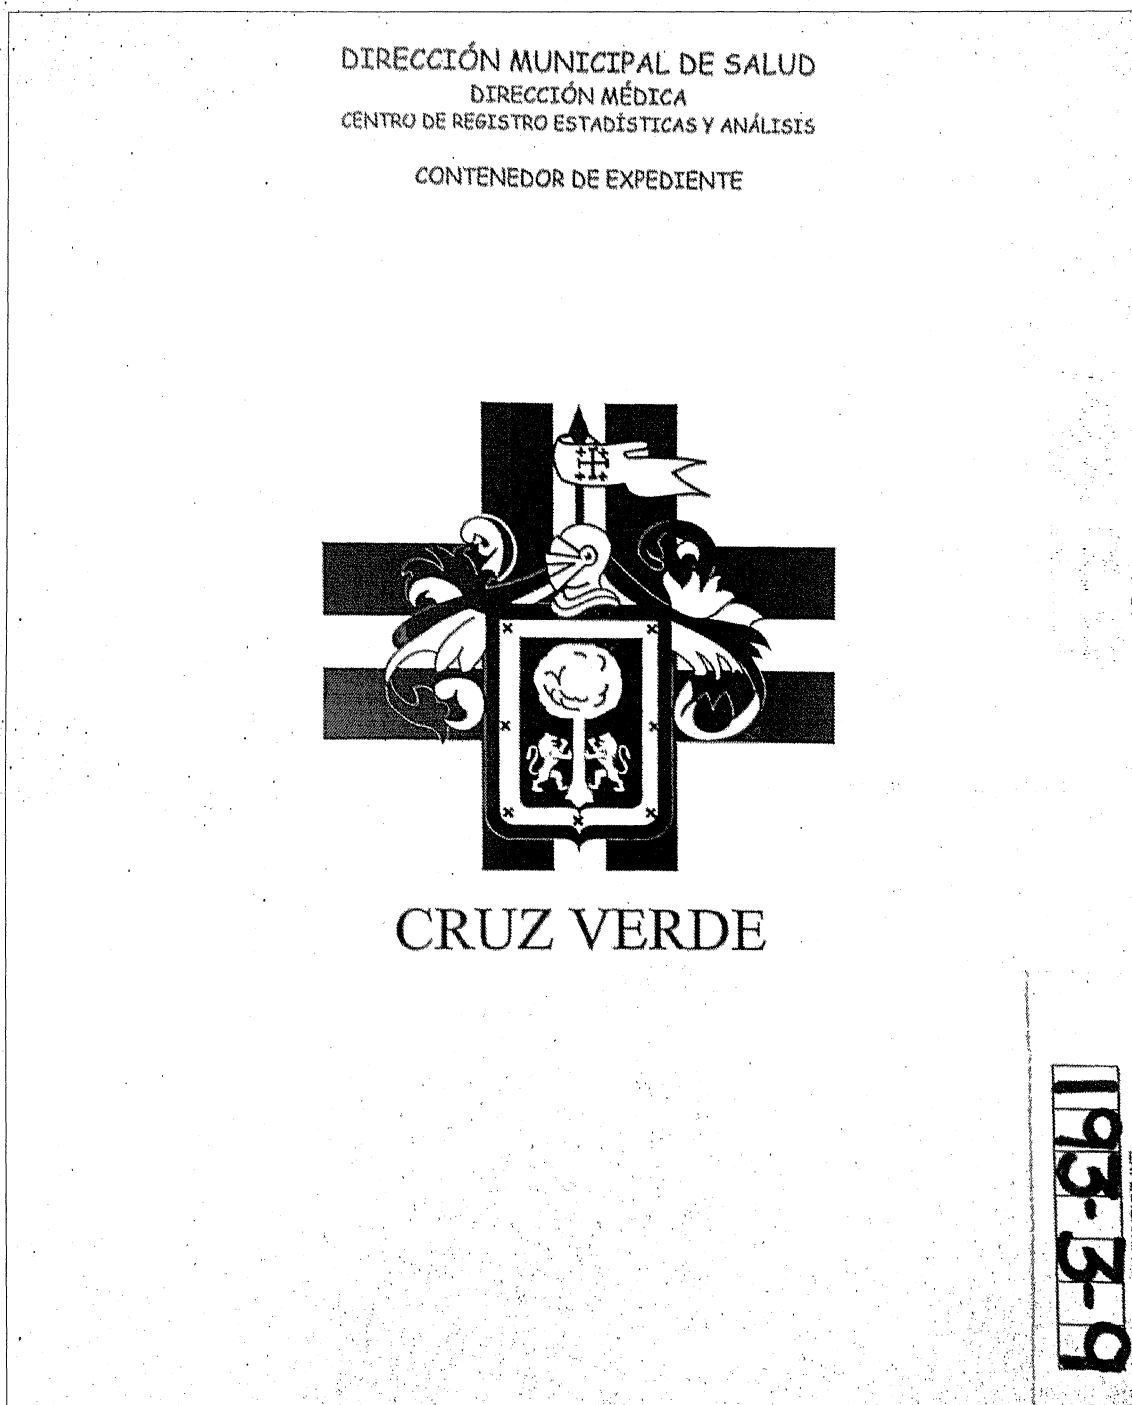 DIRECCIÓN MUNICIPAL DE SALUD
DIRECCIÓN MÉDICA
CENTRO DE REGISTRO ESTADÍSTICAS Y ANÁLISIS
CONTENEDOR DE EXPEDIENTE
CRUZ VERDE
193-3-9